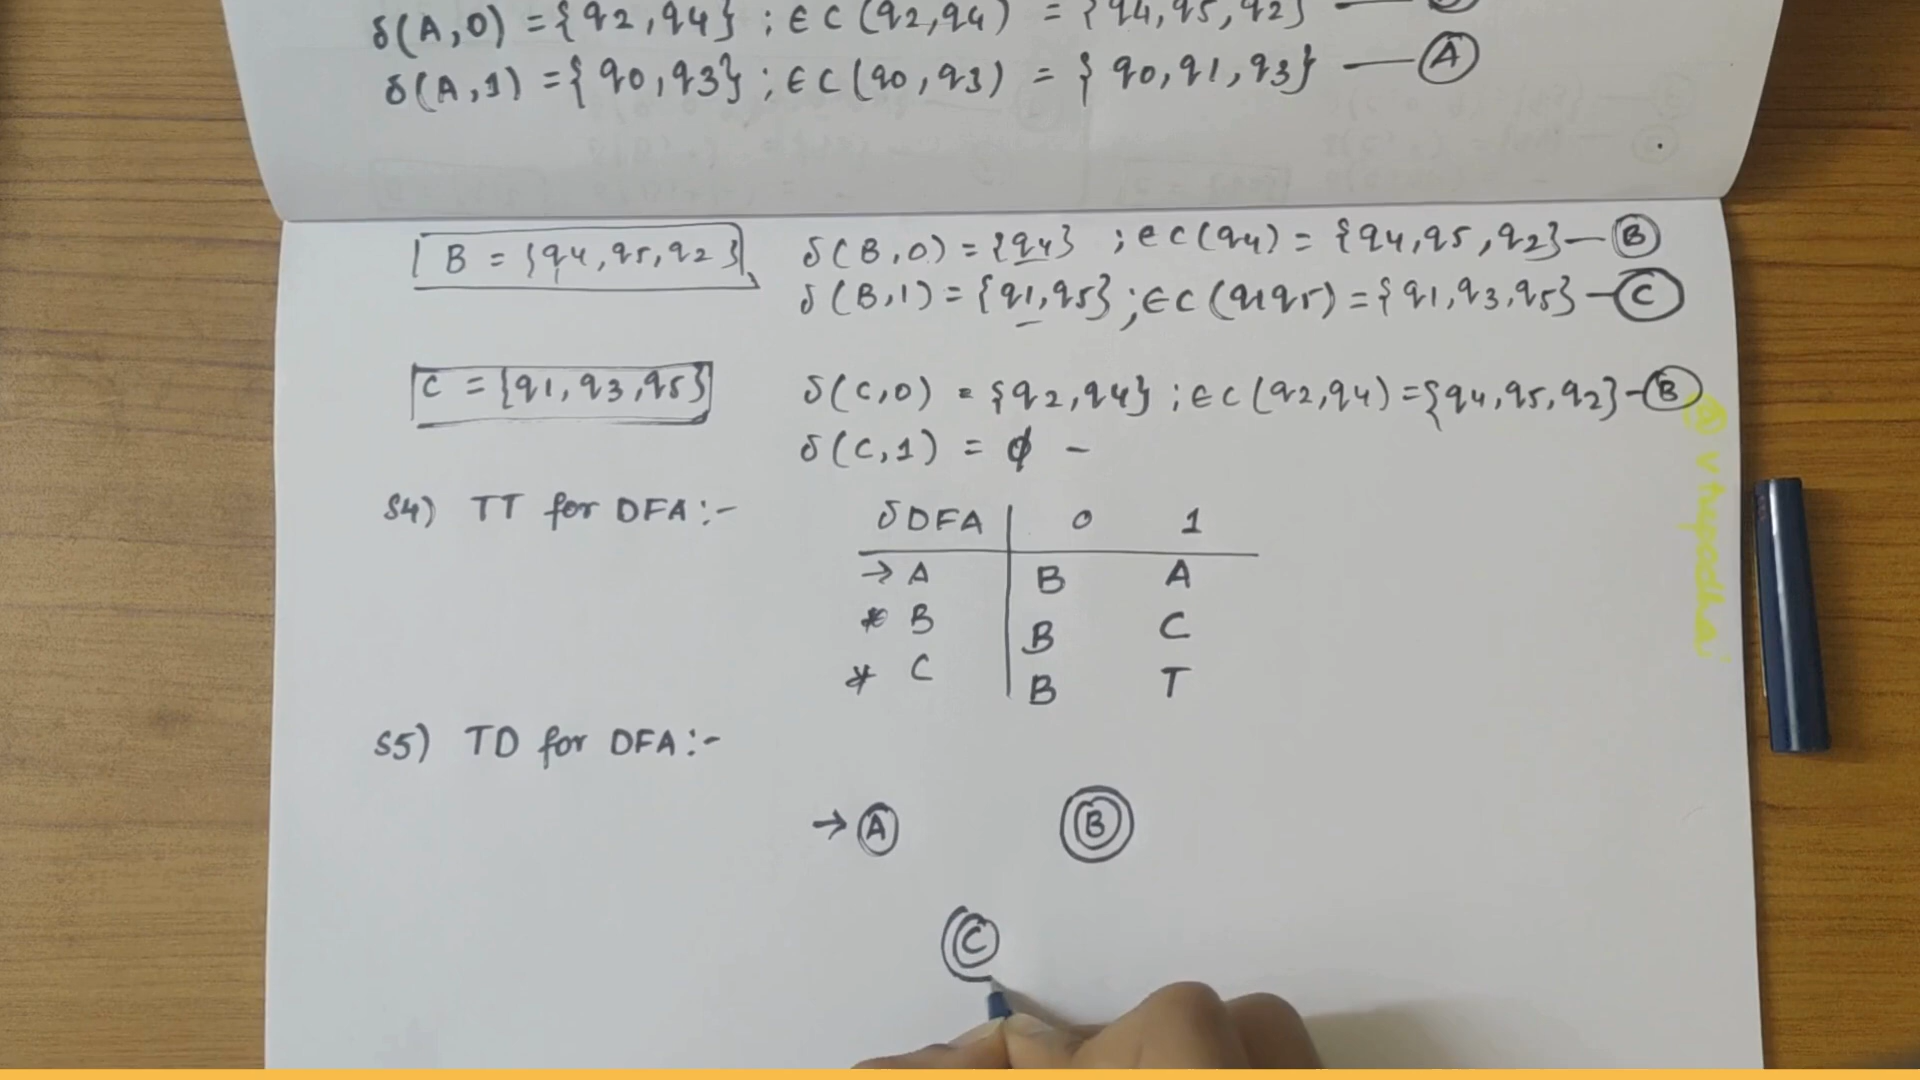 δ(A,0) = {q2,q4} ; ∈C(q2,q4) = {q4,q5,q2} —
δ(A,1) = {q0,q3} ; ∈C(q0,q3) = {q0,q1,q3} — A
B = {q4,q5,q2}
δ(B,0) = {q4} ; ∈C(q4) = {q4,q5,q2} — B
δ(B,1) = {q1,q5} ; ∈C(q1q5) = {q1,q3,q5} — C
C = {q1,q3,q5}
δ(C,0) = {q2,q4} ; ∈C(q2,q4) = {q4,q5,q2} - B
δ(C,1) = ϕ -
S4) TT for DFA:-
δDFA | 0 1
→ A | B A
* B | B C
* C | B T
S5) TD for DFA:-
→ A B
C